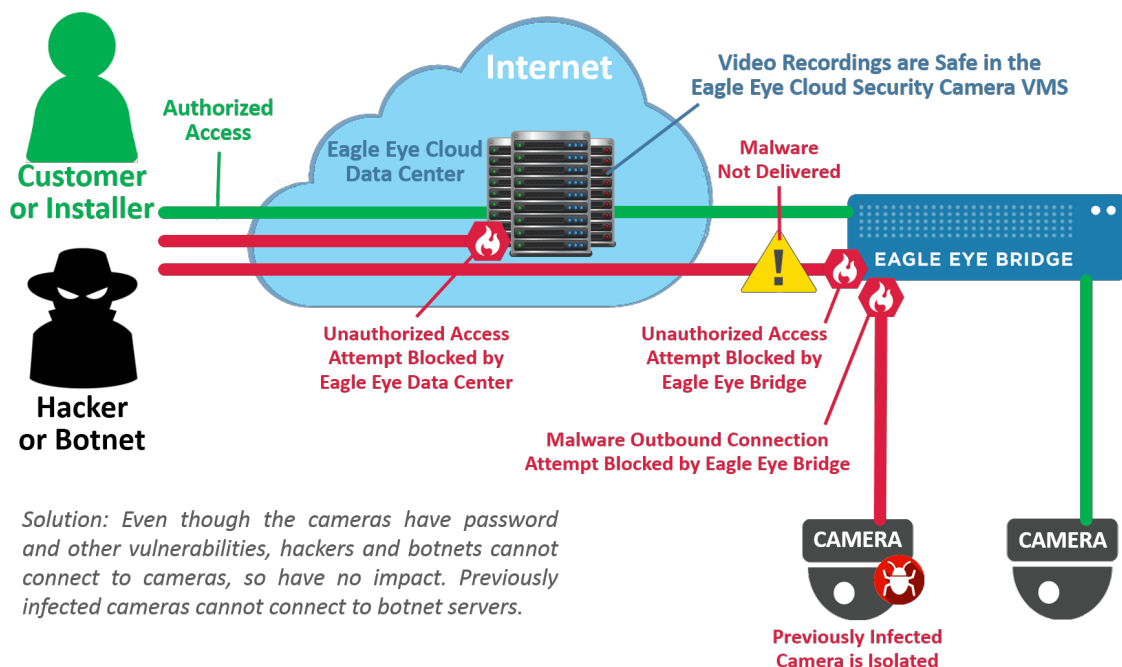 Internet
Video Recordings are Safe in the
Eagle Eye Cloud Security Camera VMS
Authorized
Access
Eagle Eye Cloud
Data Center
Malware
Not Delivered
Customer
or Installer
EAGLE EYE BRIDGE
Unauthorized Access
Attempt Blocked by
Eagle Eye Data Center
Unauthorized Access
Attempt Blocked by
Eagle Eye Bridge
Hacker
or Botnet
Malware Outbound Connection
Attempt Blocked by Eagle Eye Bridge
Solution: Even though the cameras have password
and other vulnerabilities, hackers and botnets cannot
connect to cameras, so have no impact. Previously
infected cameras cannot connect to botnet servers.
CAMERA
CAMERA
Previously Infected
Camera is Isolated